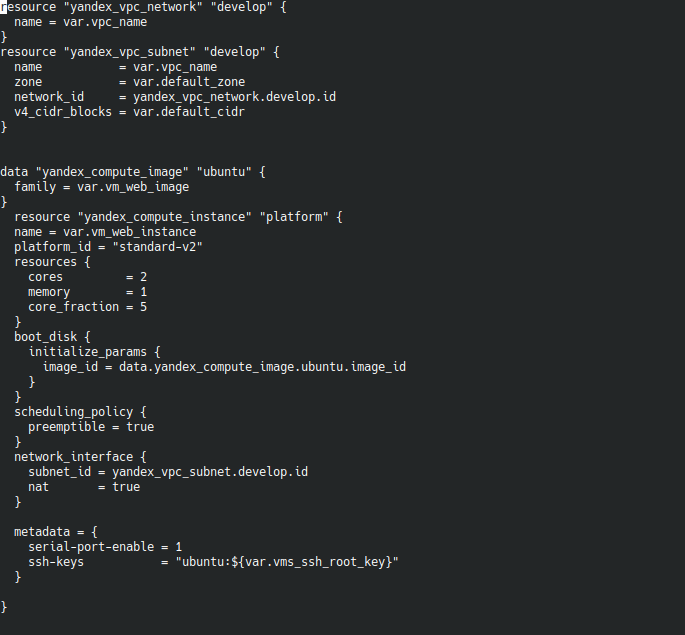 resource "yandex_vpc_network" "develop" {
  name = var.vpc_name
}
resource "yandex_vpc_subnet" "develop" {
  name           = var.vpc_name
  zone           = var.default_zone
  network_id     = yandex_vpc_network.develop.id
  v4_cidr_blocks = var.default_cidr
}


data "yandex_compute_image" "ubuntu" {
  family = var.vm_web_image
}
  resource "yandex_compute_instance" "platform" {
  name = var.vm_web_instance
  platform_id = "standard-v2"
  resources {
    cores         = 2
    memory        = 1
    core_fraction = 5
  }
  boot_disk {
    initialize_params {
      image_id = data.yandex_compute_image.ubuntu.image_id
    }
  }
  scheduling_policy {
    preemptible = true
  }
  network_interface {
    subnet_id = yandex_vpc_subnet.develop.id
    nat       = true
  }

  metadata = {
    serial-port-enable = 1
    ssh-keys           = "ubuntu:${var.vms_ssh_root_key}"
  }

}